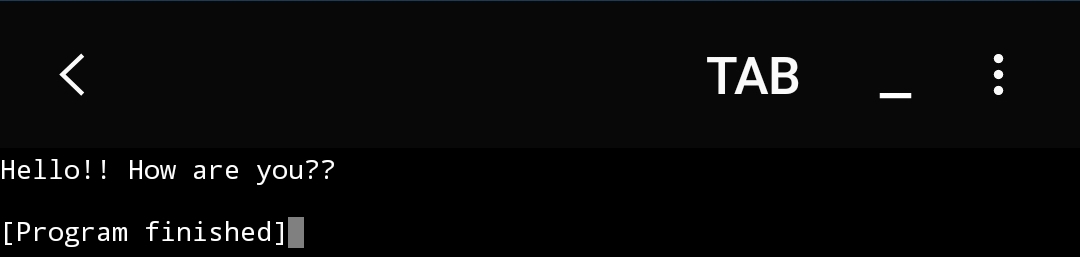 TAB _
Hello!! How are you??
[Program finished]